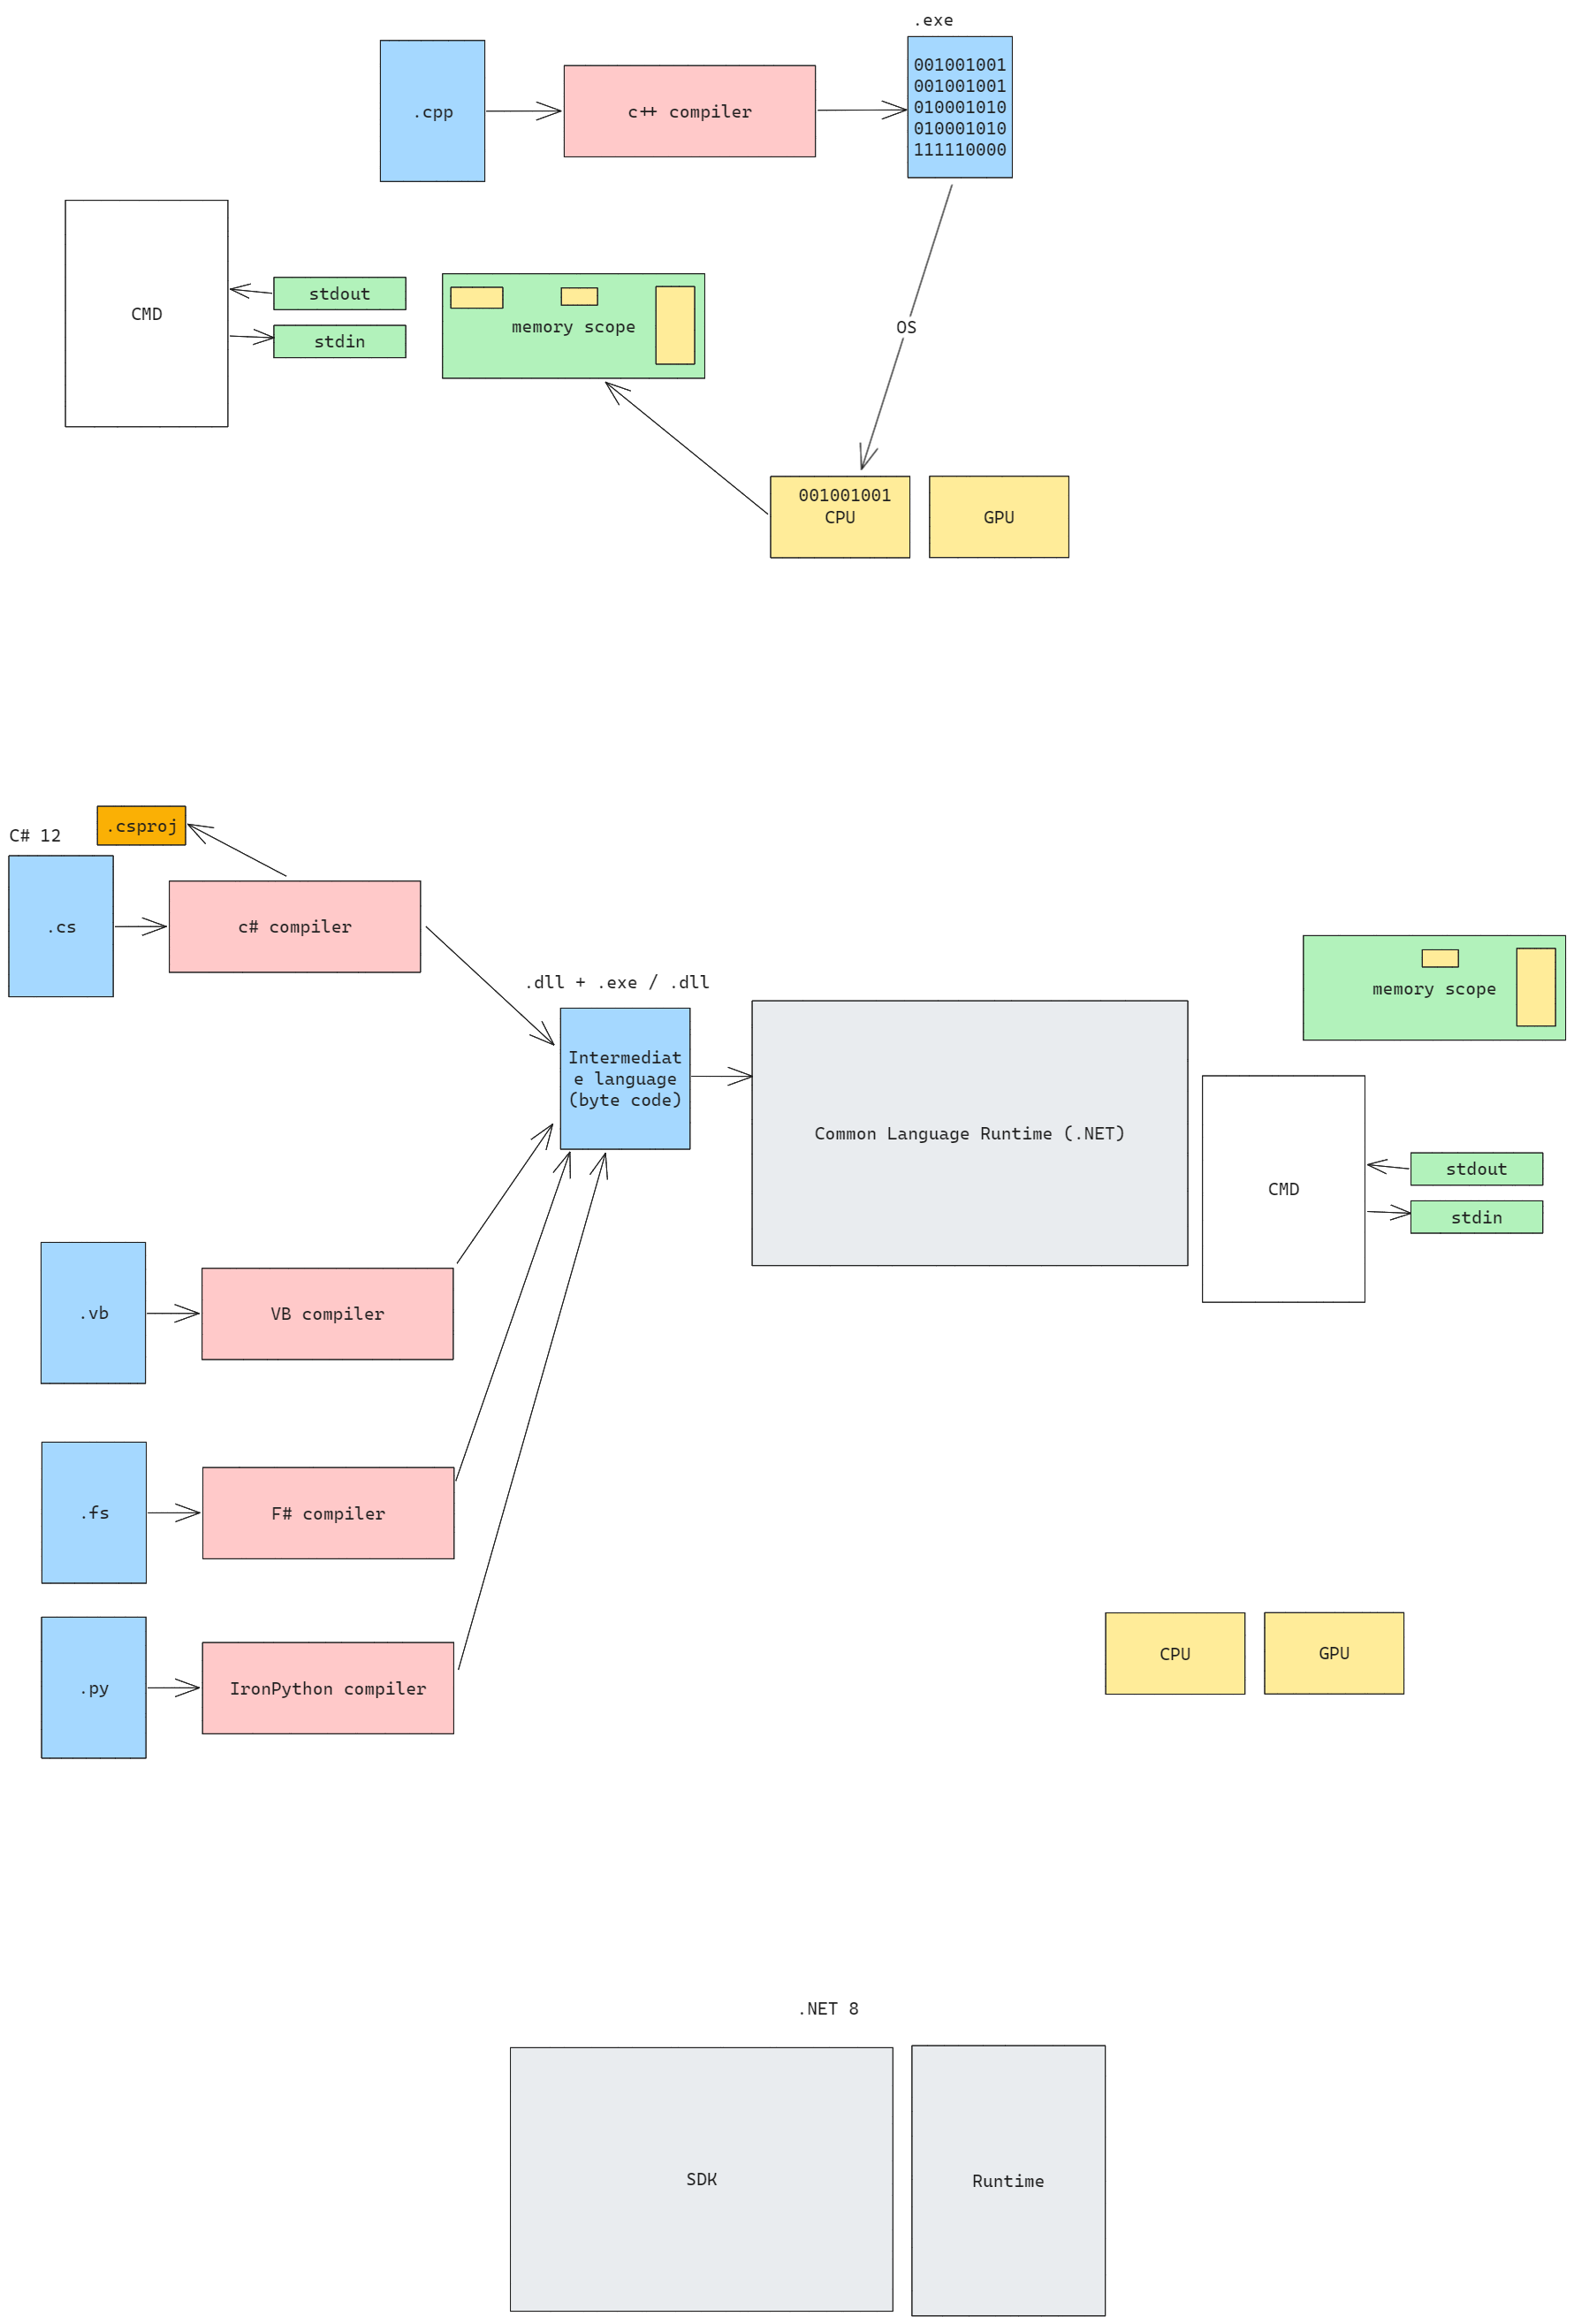 .exe
.cpp
c++ compiler
001001001
001001001
010001010
010001010
111110000
CMD
stdout
stdin
memory scope
OS
001001001
CPU
GPU
C# 12
.csproj
.cs
c# compiler
.dll + .exe / .dll
Intermediat
e language
(byte code)
Common Language Runtime (.NET)
memory scope
CMD
stdout
stdin
.vb
VB compiler
.fs
F# compiler
.py
IronPython compiler
CPU
GPU
.NET 8
SDK
Runtime